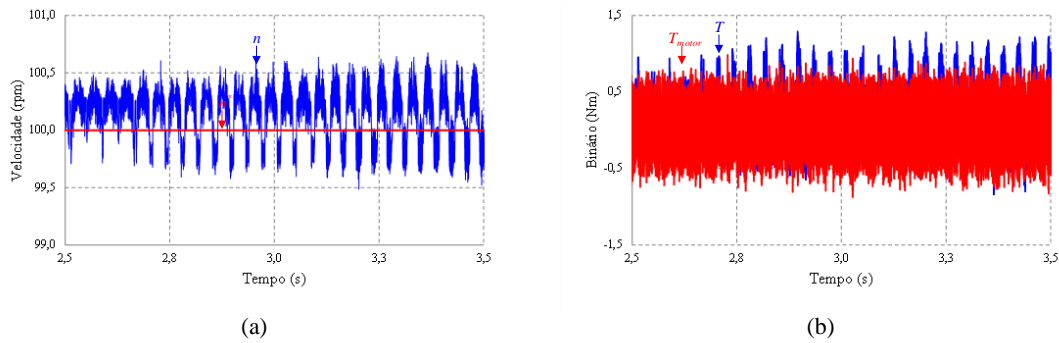 101,0
100,5
100,0
99,5
99,0
Velocidade (rpm)
n
2,5
2,8
3,0
3,3
3,5
Tempo (s)
(a)
1,5
0,5
-0,5
-1,5
Binário (Nm)
Tmotor
T
2,5
2,8
3,0
3,3
3,5
Tempo (s)
(b)